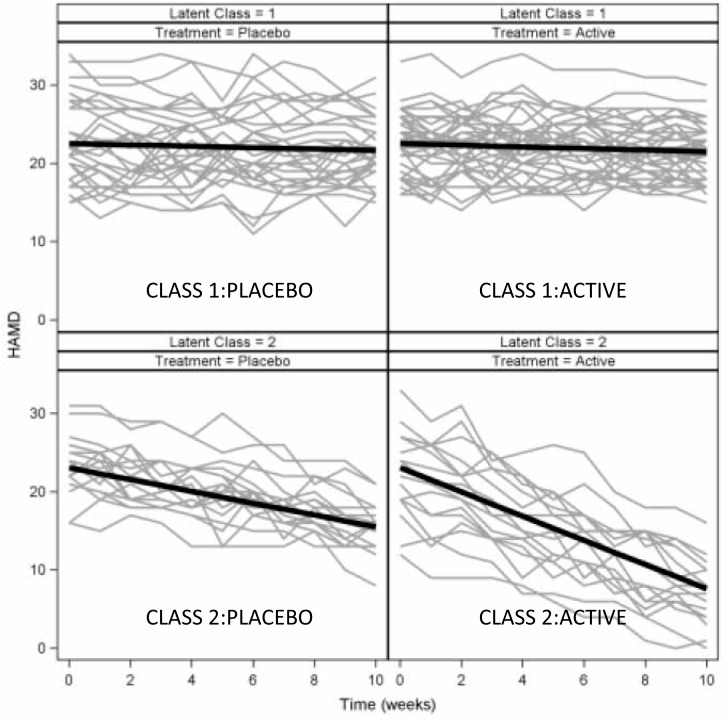 Latent Class = 1
Latent Class = 1
Treatment = Placebo
Treatment = Active
30
20
10
0
CLASS 1:PLACEBO
CLASS 1:ACTIVE
HAMD
Latent Class = 2
Latent Class = 2
Treatment = Placebo
Treatment = Active
30
20
10
0
CLASS 2:PLACEBO
CLASS 2:ACTIVE
0 2 4 6 8 10 0 2 4 6 8 10
Time (weeks)